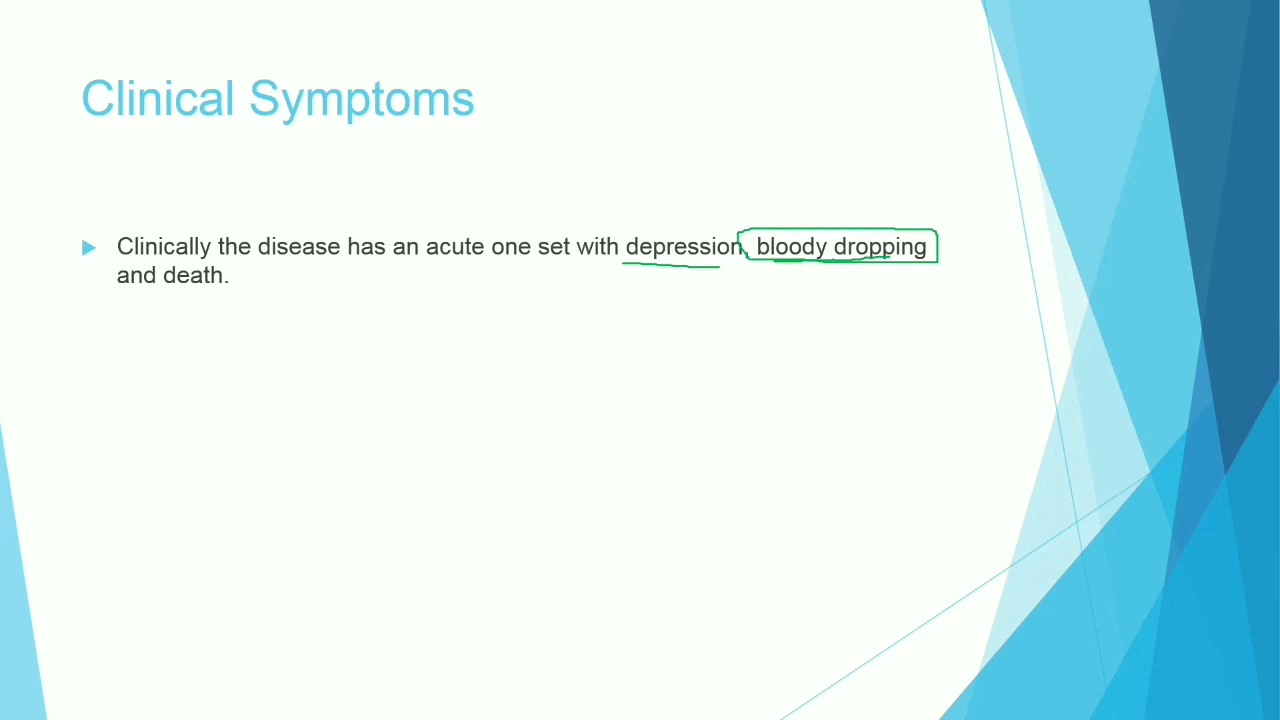 Clinical Symptoms
Clinically the disease has an acute one set with depression, bloody dropping
and death.